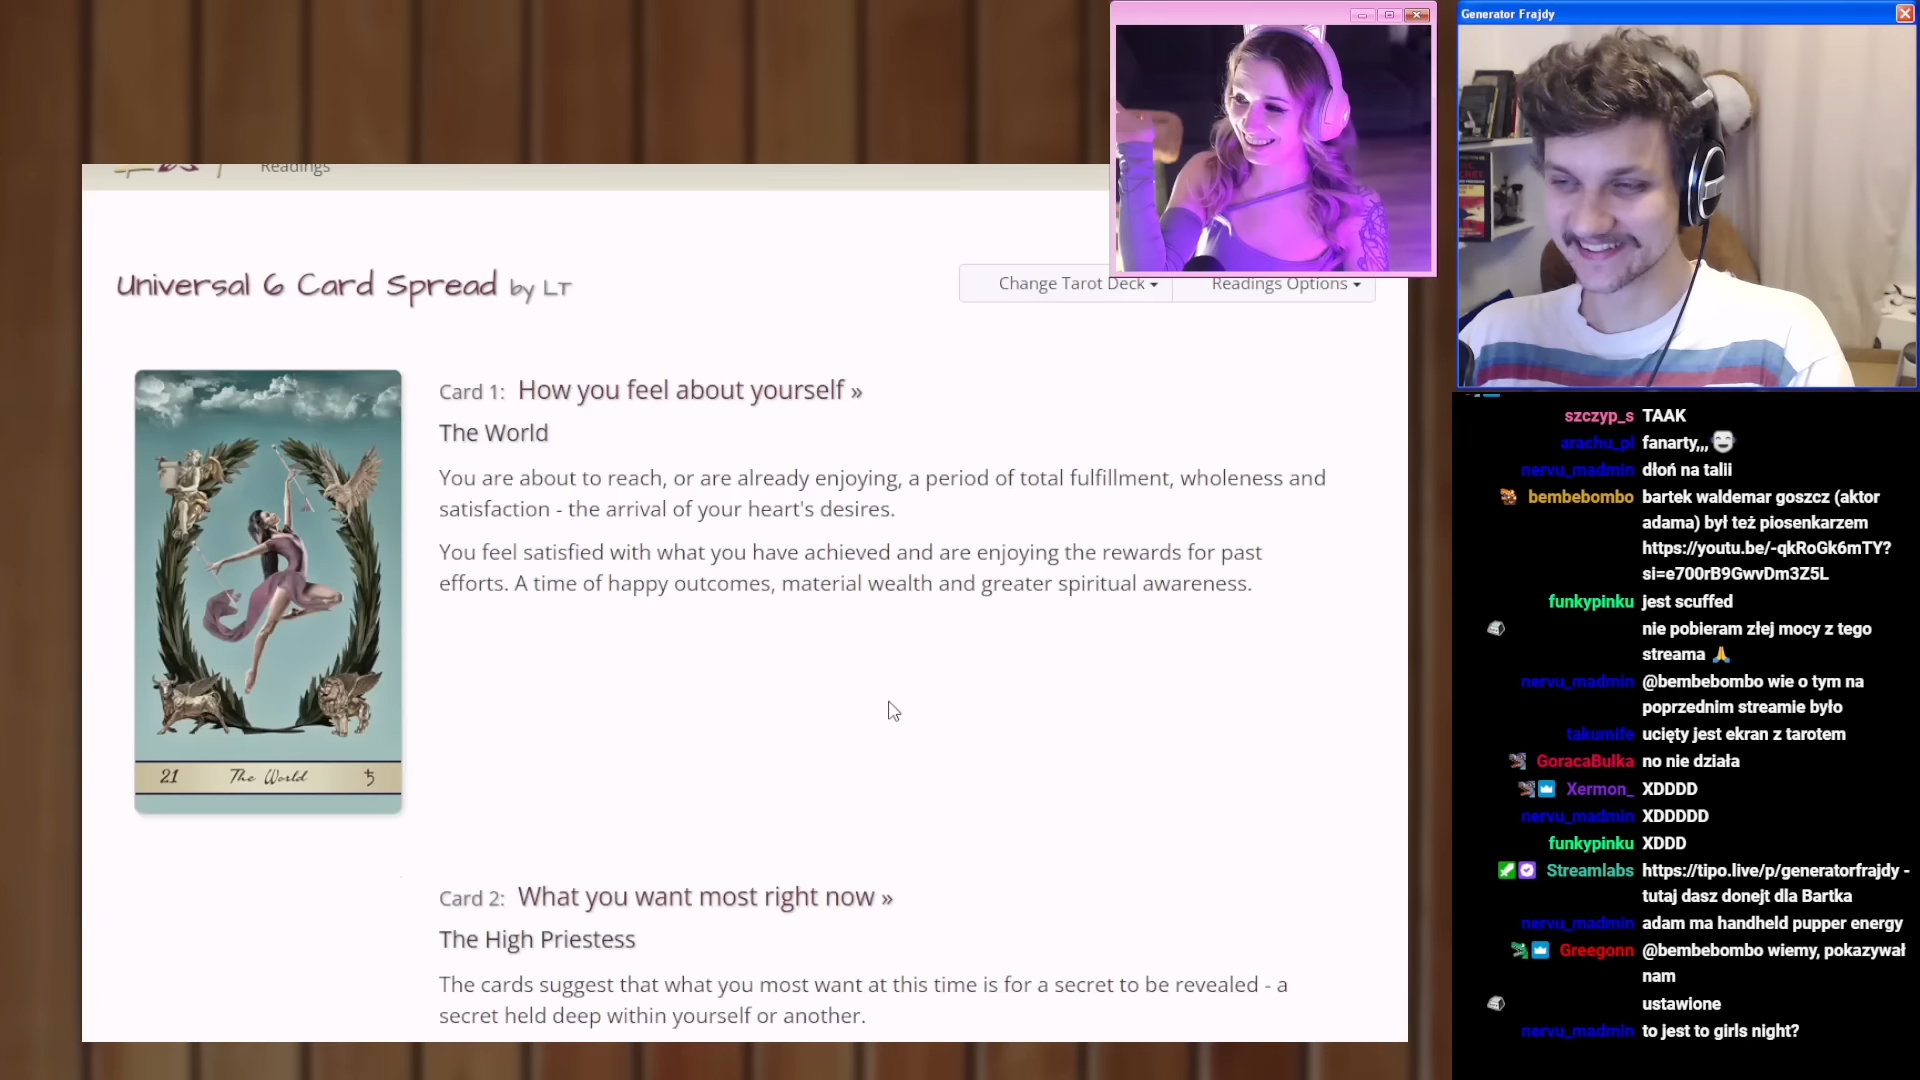 Readings
Universal 6 Card Spread by LT
Change Tarot Deck
Readings Options
Card 1: How you feel about yourself »
The World
You are about to reach, or are already enjoying, a period of total fulfillment, wholeness and
satisfaction - the arrival of your heart's desires.
You feel satisfied with what you have achieved and are enjoying the rewards for past
efforts. A time of happy outcomes, material wealth and greater spiritual awareness.
21 The World ♄
Card 2: What you want most right now »
The High Priestess
The cards suggest that what you most want at this time is for a secret to be revealed - a
secret held deep within yourself or another.
Generator Frajdy
szczyp_s TAAK
arachu_pl fanarty,,,
nervu_madmin dłoń na talii
bembebombo bartek waldemar goszcz (aktor
adama) był też piosenkarzem
https://youtu.be/-qkRoGk6mTY?
si=e700rB9GwvDm3Z5L
funkypinku jest scuffed
nie pobieram złej mocy z tego
streama 🙏
nervu_madmin @bembebombo wie o tym na
poprzednim streamie było
takumife ucięty jest ekran z tarotem
GoracaBulka no nie działa
Xermon_ XDDDD
nervu_madmin XDDDDD
funkypinku XDDD
Streamlabs https://tipo.live/p/generatorfrajdy -
tutaj dasz donejt dla Bartka
nervu_madmin adam ma handheld pupper energy
Greegonn @bembebombo wiemy, pokazywał
nam
ustawione
nervu_madmin to jest to girls night?